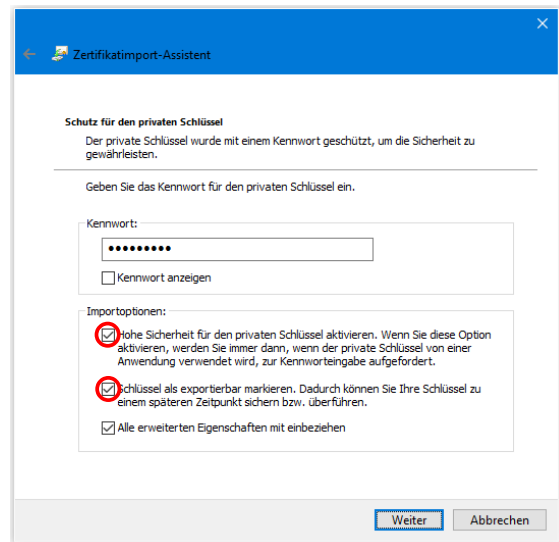 Zertifikatimport-Assistent
Schutz für den privaten Schlüssel
Der private Schlüssel wurde mit einem Kennwort geschützt, um die Sicherheit zu
gewährleisten.
Geben Sie das Kennwort für den privaten Schlüssel ein.
Kennwort:
•••••••••
Kennwort anzeigen
Importoptionen:
Hohe Sicherheit für den privaten Schlüssel aktivieren. Wenn Sie diese Option
aktivieren, werden Sie immer dann, wenn der private Schlüssel von einer
Anwendung verwendet wird, zur Kennworteingabe aufgefordert.
Schlüssel als exportierbar markieren. Dadurch können Sie Ihre Schlüssel zu
einem späteren Zeitpunkt sichern bzw. überführen.
Alle erweiterten Eigenschaften mit einbeziehen
Weiter
Abbrechen